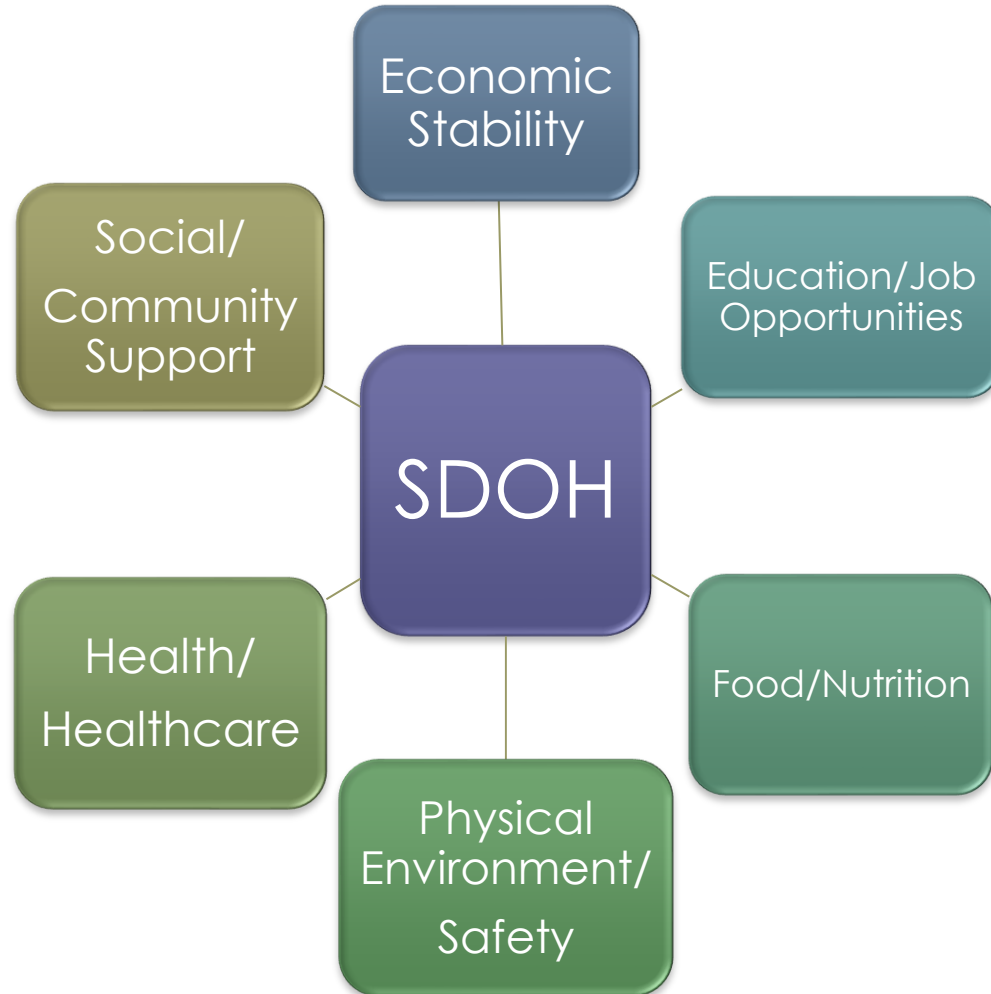 Economic
Stability
Education/Job
Opportunities
Food/Nutrition
Physical
Environment/
Safety
Health/
Healthcare
Social/
Community
Support
SDOH